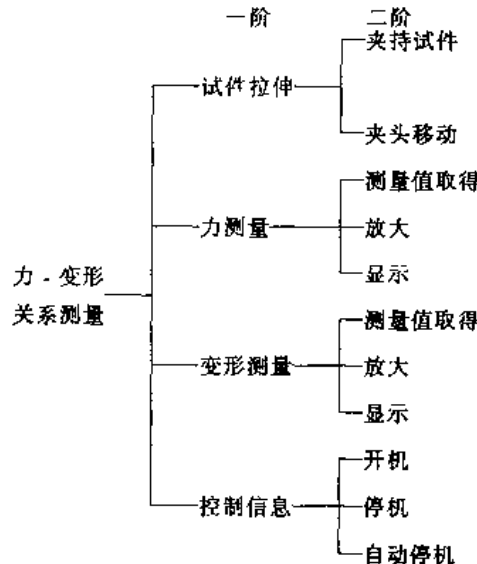 一阶 二阶
夹持试件
试件拉伸
夹头移动
测量值取得
力测量 放大
显示
力-变形
关系测量
测量值取得
变形测量 放大
显示
开机
控制信息 停机
自动停机